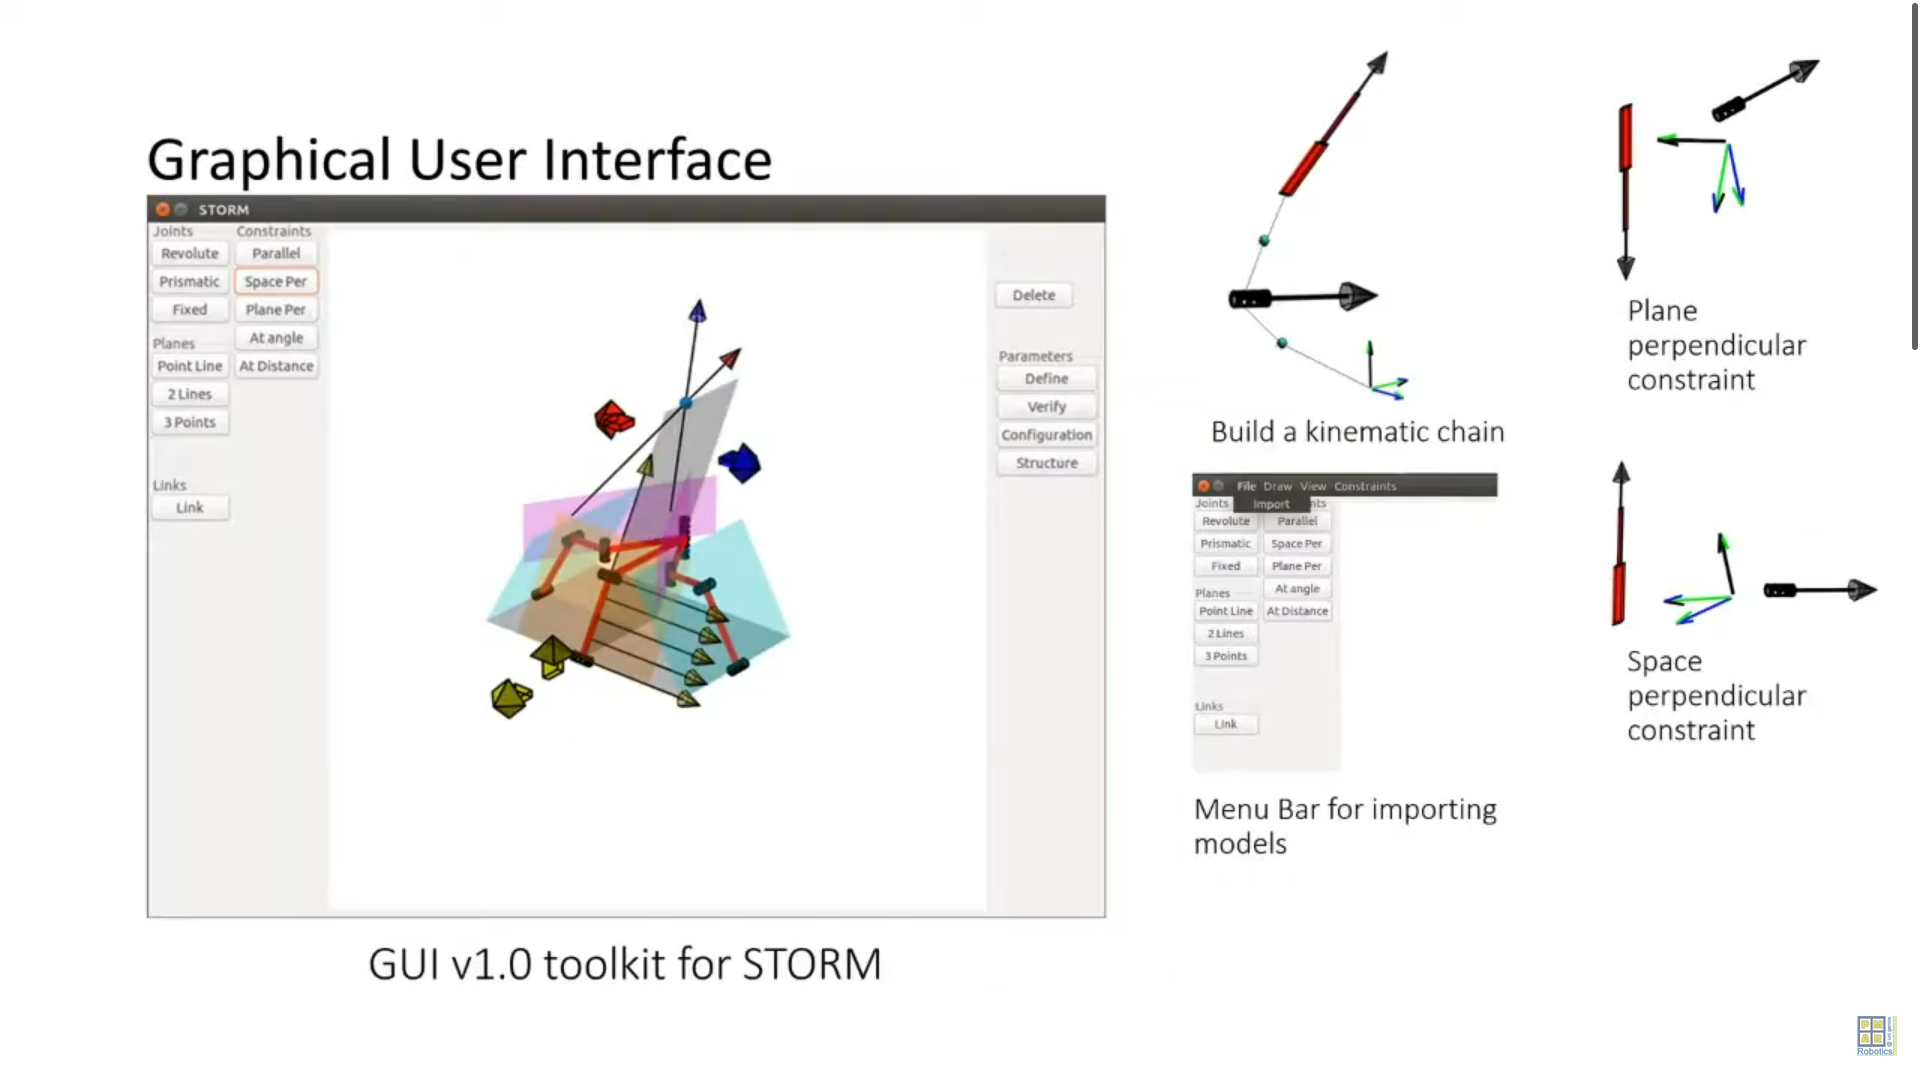 Graphical User Interface
STORM
Joints Constraints
Revolute Parallel
Prismatic Space Per
Fixed Plane Per
At angle
Planes
Point Line At Distance
2 Lines
3 Points
Links
Link
Delete
Parameters
Define
Verify
Configuration
Structure
GUI v1.0 toolkit for STORM
Build a kinematic chain
File Draw View Constraints
Import
Joints nts
Revolute Parallel
Prismatic Space Per
Fixed Plane Per
At angle
Planes
Point Line At Distance
2 Lines
3 Points
Links
Link
Menu Bar for importing
models
Plane
perpendicular
constraint
Space
perpendicular
constraint
PM
AR
Robotics